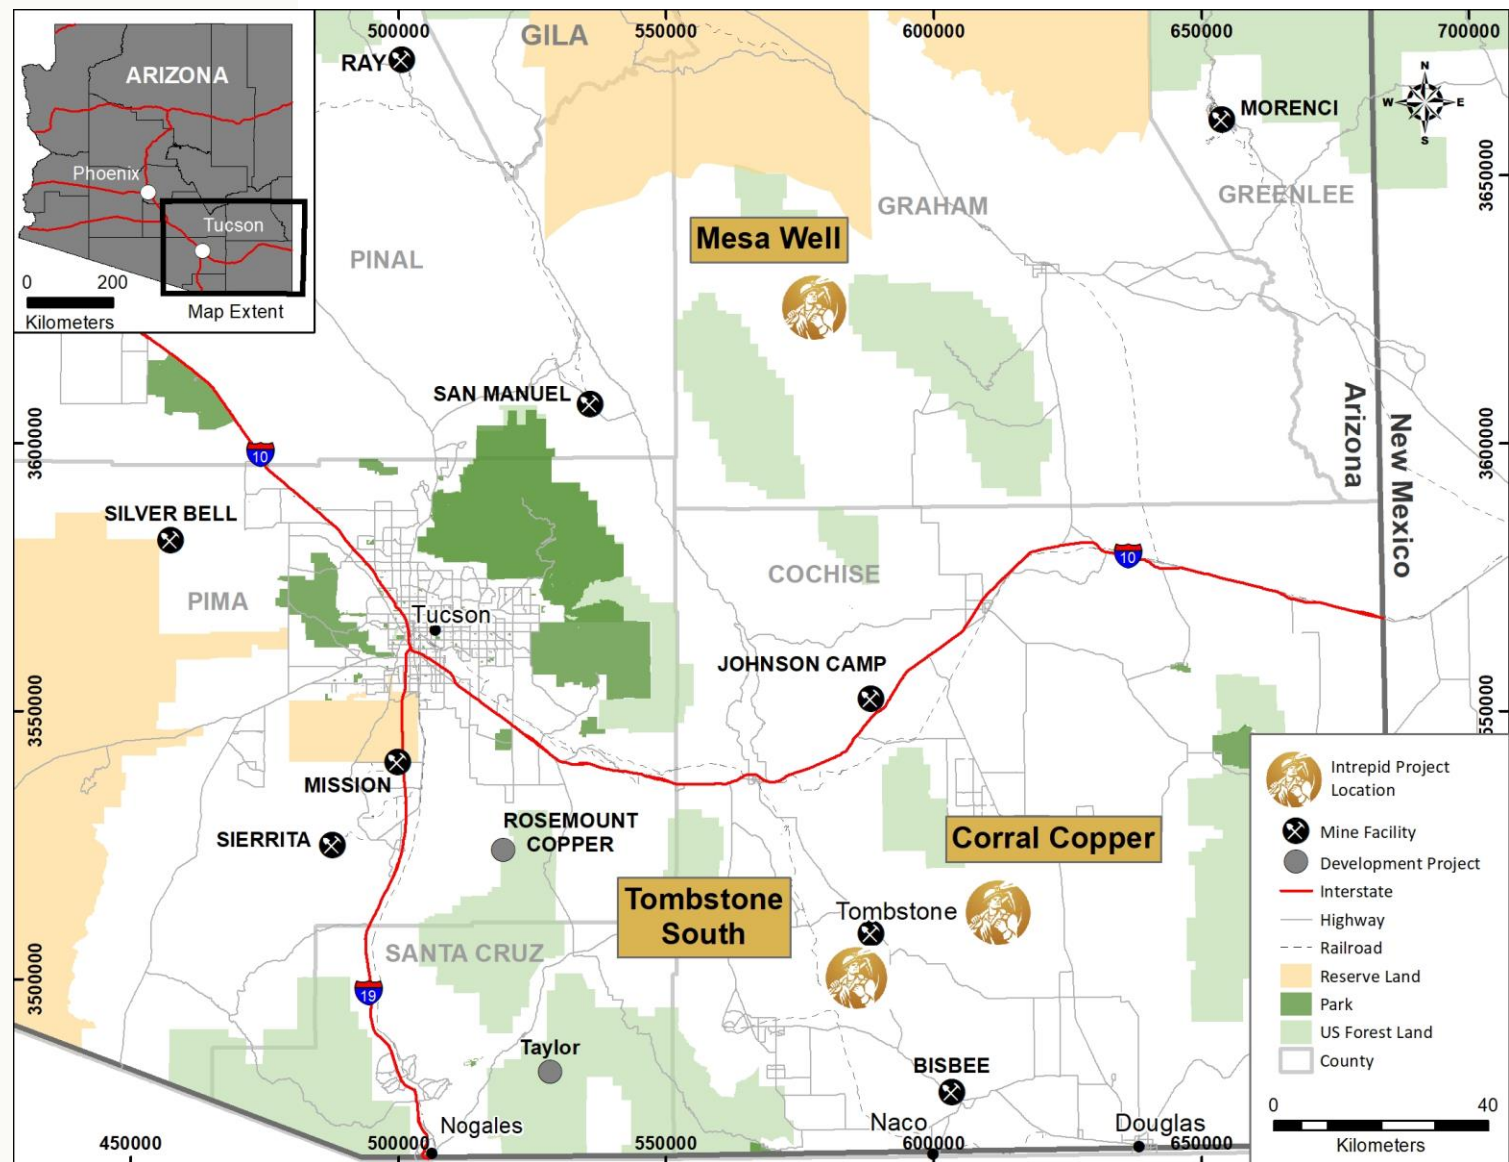 500000
550000
600000
650000
700000
GILA
RAY
ARIZONA
Phoenix
Tucson
0 200
Kilometers
Map Extent
N
W E
S
MORENCI
3650000
GREENLEE
GRAHAM
PINAL
Mesa Well
SAN MANUEL
Arizona
New Mexico
3600000
3600000
10
SILVER BELL
10
COCHISE
PIMA
Tucson
JOHNSON CAMP
3550000
3550000
MISSION
SIERRITA
ROSEMOUNT
COPPER
Corral Copper
Tombstone
South
Tombstone
SANTA CRUZ
3500000
19
Taylor
BISBEE
Nogales
Naco
Douglas
450000
500000
550000
600000
650000
Intrepid Project
Location
Mine Facility
Development Project
Interstate
Highway
Railroad
Reserve Land
Park
US Forest Land
County
0 40
Kilometers